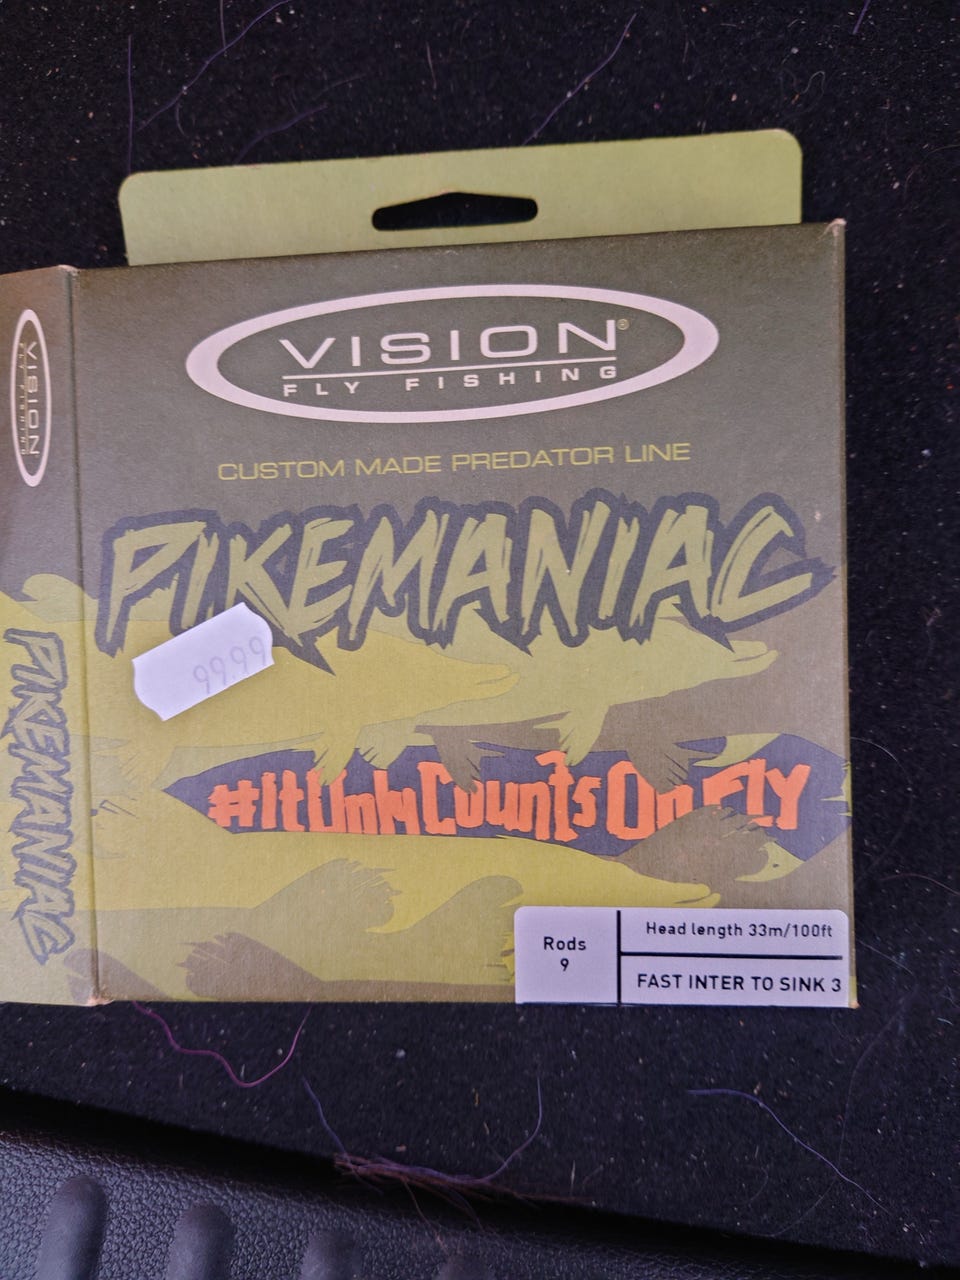 VISION®
FLY FISHING
CUSTOM MADE PREDATOR LINE
PIKEMANIAC
99.99
#ItOnlyCountsOnFly
Rods
9
Head length 33m/100ft
FAST INTER TO SINK 3
VISION
FLY FISHING
PIKEMANIAC